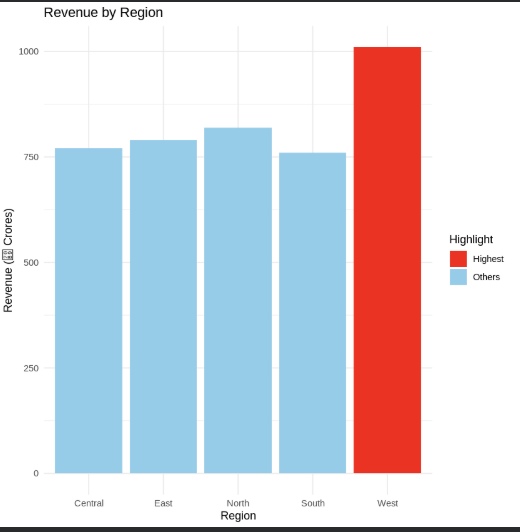 Revenue by Region
1000
750
500
250
0
Revenue ( Crores)
Central East North South West
Region
Highlight
Highest
Others